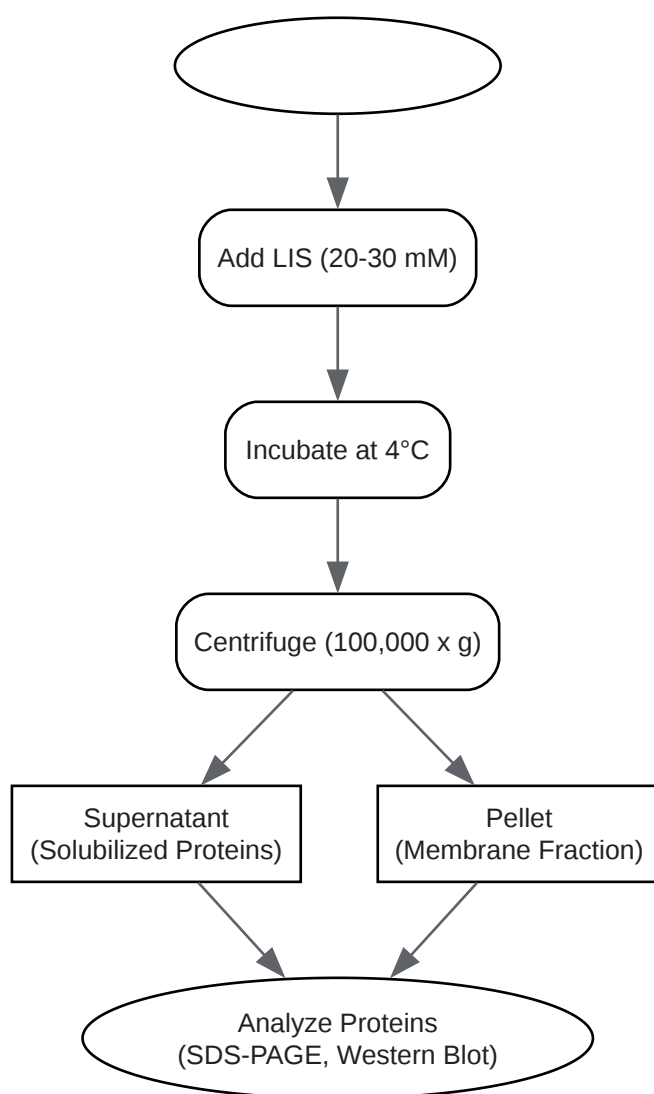 Add LIS (20-30 mM)
Incubate at 4°C
Centrifuge (100,000 x g)
Supernatant
(Solubilized Proteins)
Pellet
(Membrane Fraction)
Analyze Proteins
(SDS-PAGE, Western Blot)